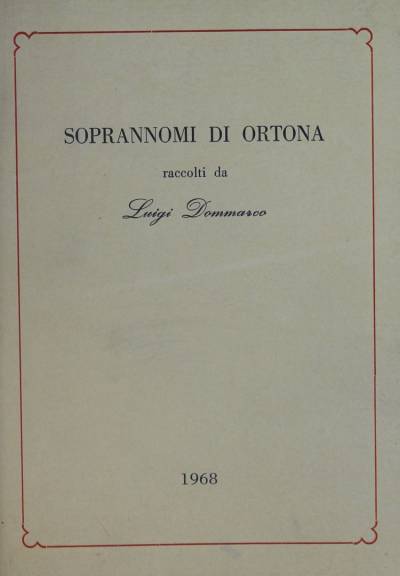 SOPRANNOMI DI ORTONA
raccolti da
Luigi Dommarco
1968